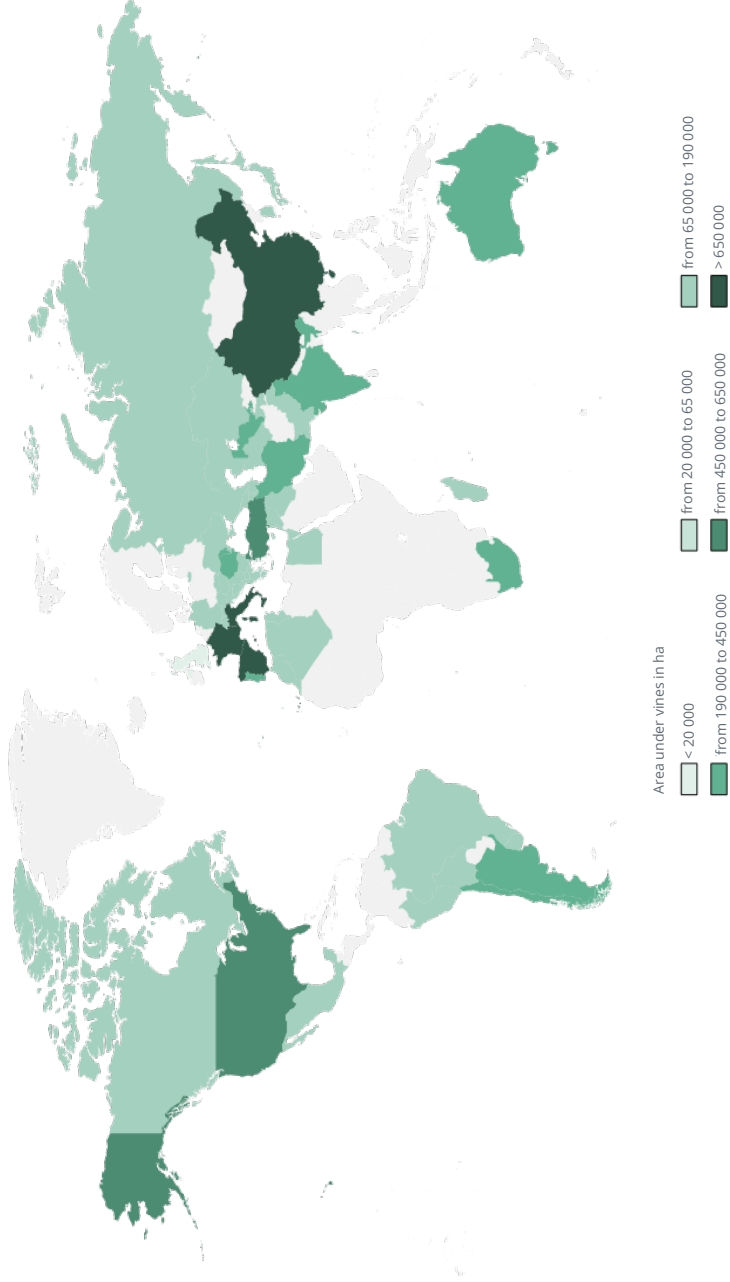 Area under vines in ha
< 20 000
from 20 000 to 65 000
from 65 000 to 190 000
from 190 000 to 450 000
from 450 000 to 650 000
> 650 000